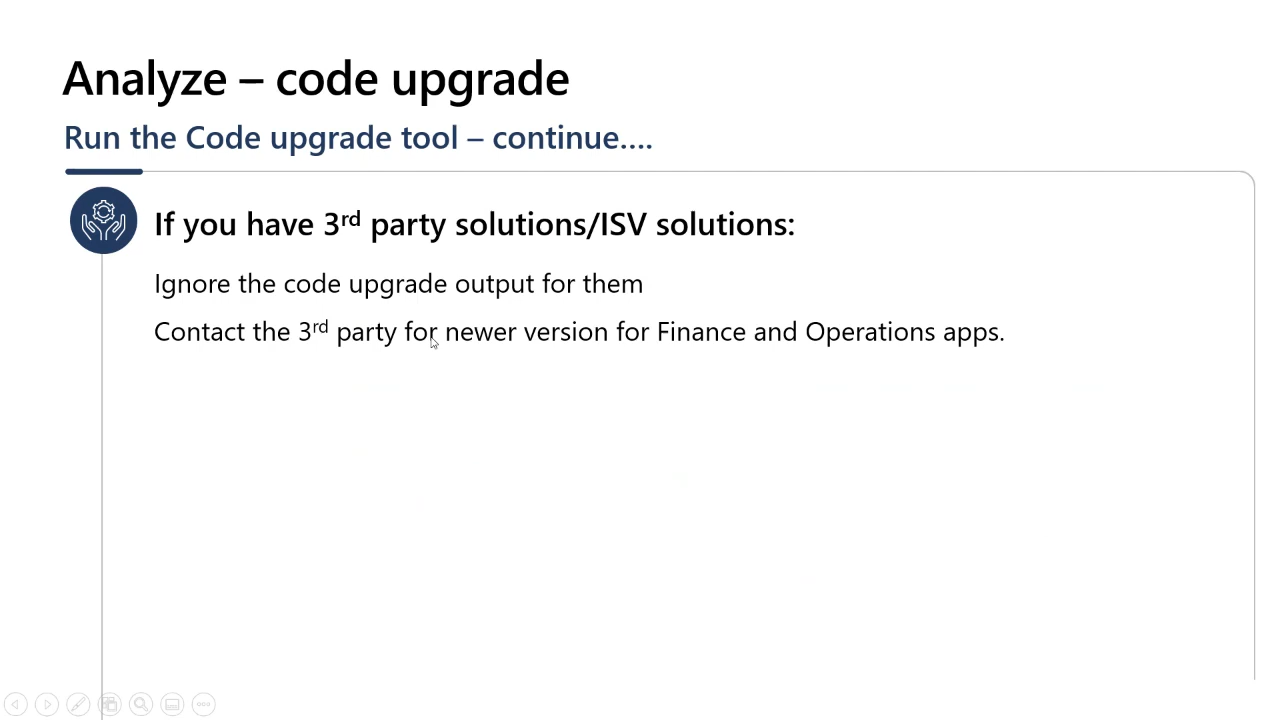 Analyze – code upgrade
Run the Code upgrade tool – continue....
If you have 3rd party solutions/ISV solutions:
Ignore the code upgrade output for them
Contact the 3rd party for newer version for Finance and Operations apps.